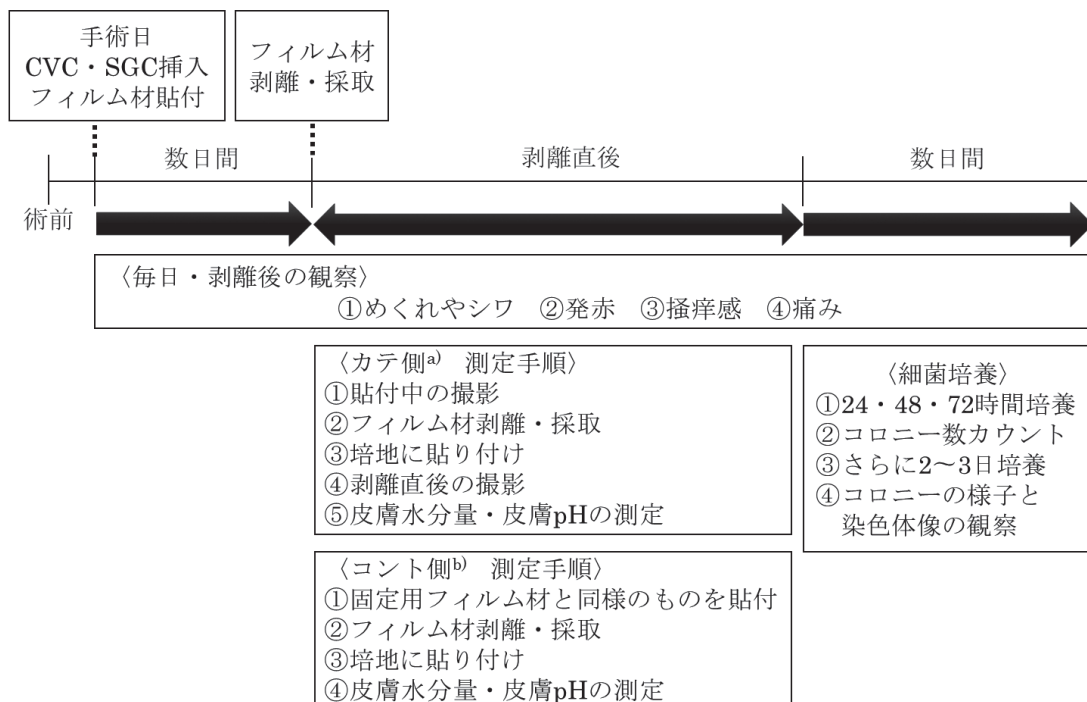 手術日
CVC・SGC挿入
フィルム材貼付
フィルム材
剥離・採取
数日間
剥離直後
数日間
術前
〈毎日・剥離後の観察〉
①めくれやシワ ②発赤 ③掻痒感 ④痛み
〈カテ側a) 測定手順〉
①貼付中の撮影
②フィルム材剥離・採取
③培地に貼り付け
④剥離直後の撮影
⑤皮膚水分量・皮膚pHの測定
〈細菌培養〉
①24・48・72時間培養
②コロニー数カウント
③さらに2〜3日培養
④コロニーの様子と
染色体像の観察
〈コント側b) 測定手順〉
①固定用フィルム材と同様のものを貼付
②フィルム材剥離・採取
③培地に貼り付け
④皮膚水分量・皮膚pHの測定